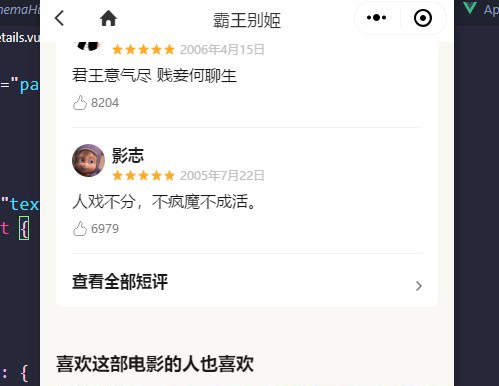 霸王别姬
2006年4月15日
君王意气尽 贱妾何聊生
8204
影志
2005年7月22日
人戏不分，不疯魔不成活。
6979
查看全部短评
喜欢这部电影的人也喜欢
nemaHi
etails.vu
="pa
"tex
t {
: {
A